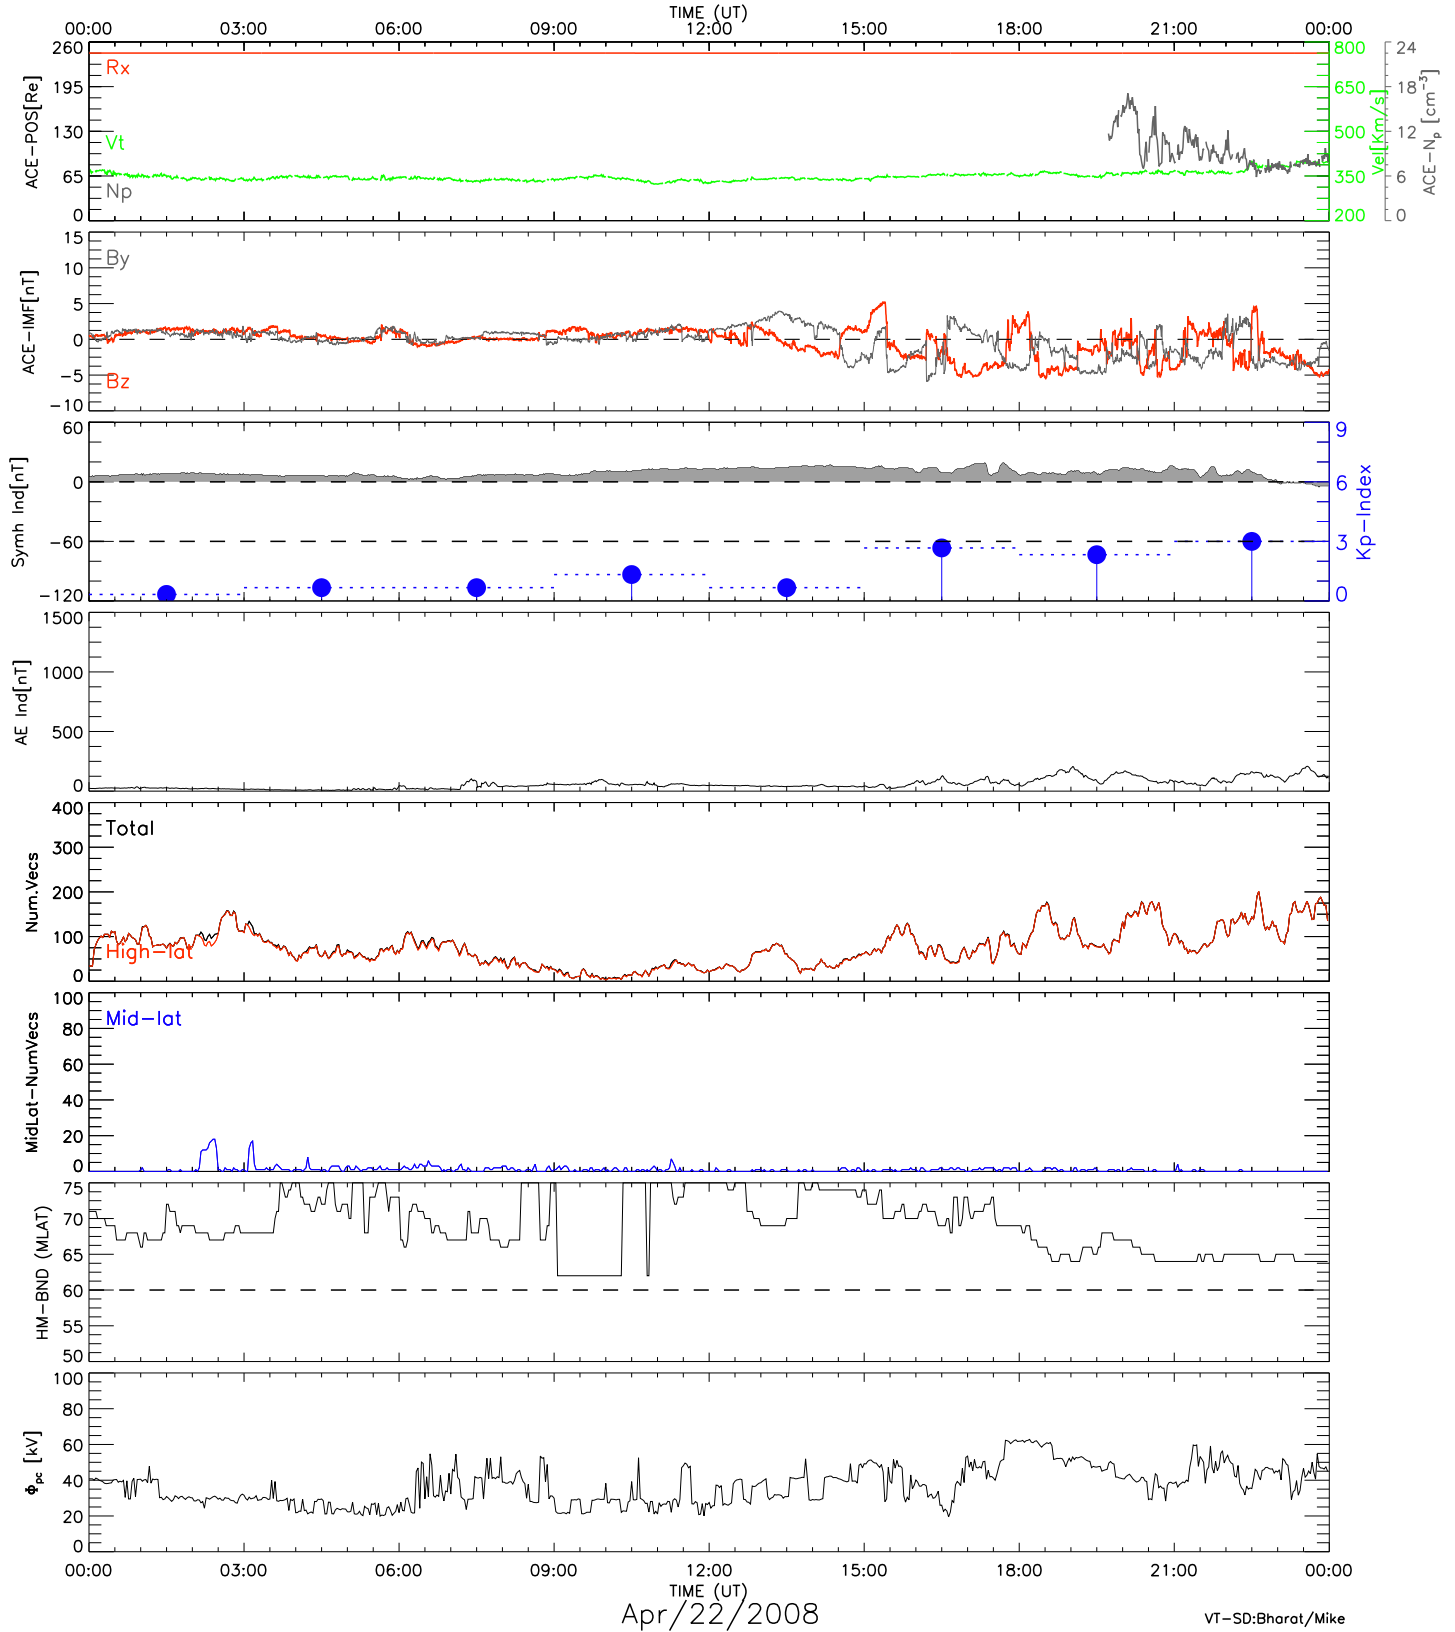 TIME (UT)
00:00 03:00 06:00 09:00 12:00 15:00 18:00 21:00 00:00
260
195
130
65
0
ACE-POS[Re]
Rx
Vt
Np
800
650
500
350
200
Vel[Km/s]
24
18
12
6
0
ACE-Np [cm⁻³]
15
10
5
0
-5
-10
ACE-IMF[nT]
By
Bz
60
0
-60
-120
Symh Ind[nT]
9
6
3
0
Kp-Index
1500
1000
500
0
AE Ind[nT]
400
300
200
100
0
Num.Vecs
Total
High-lat
100
80
60
40
20
0
MidLat-NumVecs
Mid-lat
75
70
65
60
55
50
HM-BND (MLAT)
100
80
60
40
20
0
Φpc [kV]
00:00 03:00 06:00 09:00 12:00 15:00 18:00 21:00 00:00
TIME (UT)
Apr/22/2008
VT-SD:Bharat/Mike